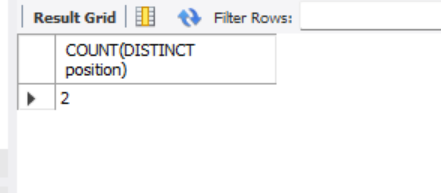 Result Grid Filter Rows:
COUNT(DISTINCT
position)
2